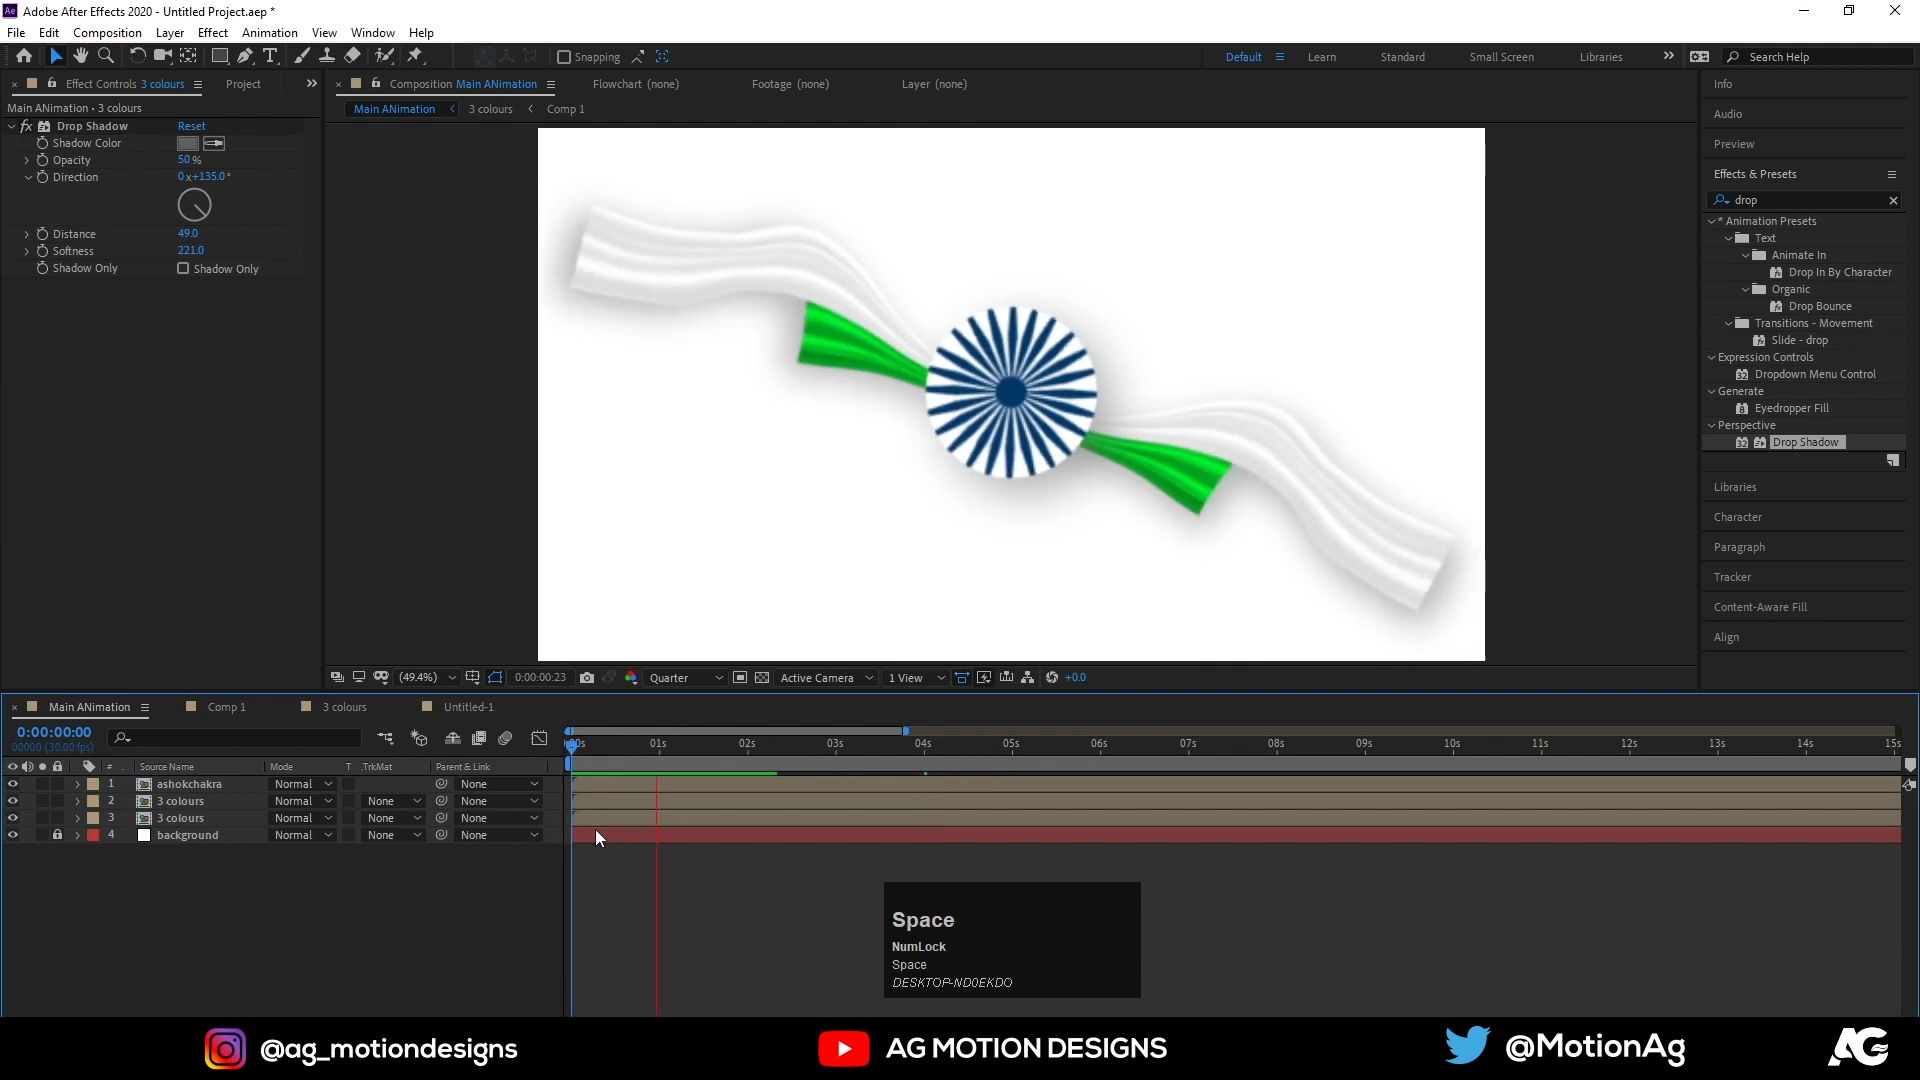 Ae Adobe After Effects 2020 - Untitled Project.aep *
File Edit Composition Layer Effect Animation View Window Help
Snapping Default Learn Standard Small Screen Libraries Search Help
Effect Controls 3 colours Project
Main ANimation • 3 colours
fx Drop Shadow Reset
Shadow Color
Opacity 50 %
Direction 0 x+135.0°
Distance 49.0
Softness 221.0
Shadow Only Shadow Only
Composition Main ANimation Flowchart (none) Footage (none) Layer (none)
Main ANimation 3 colours Comp 1
(49.4%) 0:00:00:23 Quarter Active Camera 1 View +0.0
Info
Audio
Preview
Effects & Presets
drop
* Animation Presets
Text
Animate In
Drop In By Character
Organic
Drop Bounce
Transitions - Movement
Slide - drop
Expression Controls
Dropdown Menu Control
Generate
Eyedropper Fill
Perspective
Drop Shadow
Libraries
Character
Paragraph
Tracker
Content-Aware Fill
Align
Main ANimation Comp 1 3 colours Untitled-1
0:00:00:00
00000 (30.00 fps)
00s 01s 02s 03s 04s 05s 06s 07s 08s 09s 10s 11s 12s 13s 14s 15s
# Source Name Mode T .TrkMat Parent & Link
1 ashokchakra Normal None
2 3 colours Normal None None
3 3 colours Normal None None
4 background Normal None None
Space
NumLock
Space
DESKTOP-ND0EKDO
@ag_motiondesigns AG MOTION DESIGNS @MotionAg AG